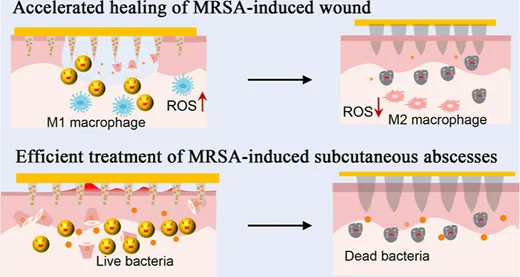 Accelerated healing of MRSA-induced wound
ROS
M1 macrophage
ROS
M2 macrophage
Efficient treatment of MRSA-induced subcutaneous abscesses
Live bacteria
Dead bacteria